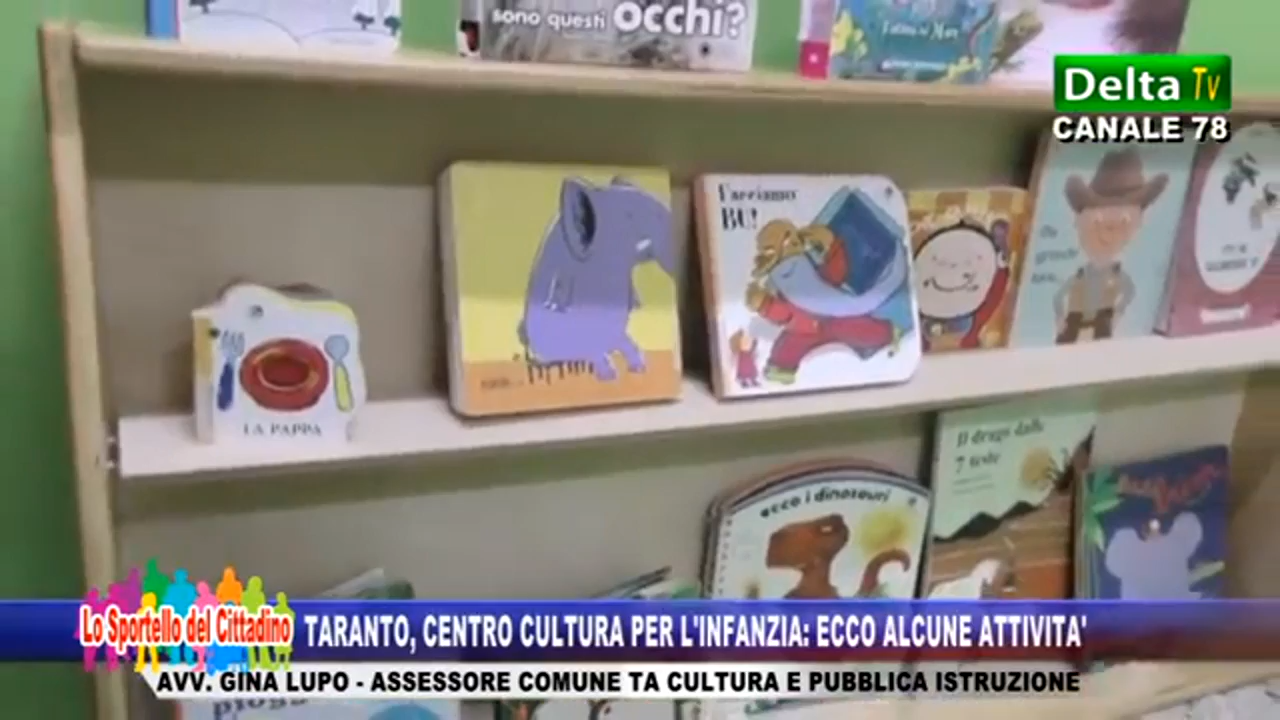 sono questi occhi?
Delta Tv
CANALE 78
Facciamo
BU!
LA PAPPA
Il drago dalle
7 teste
ecco i dinosauri
Lo Sportello del Cittadino
TARANTO, CENTRO CULTURA PER L'INFANZIA: ECCO ALCUNE ATTIVITA'
AVV. GINA LUPO - ASSESSORE COMUNE TA CULTURA E PUBBLICA ISTRUZIONE